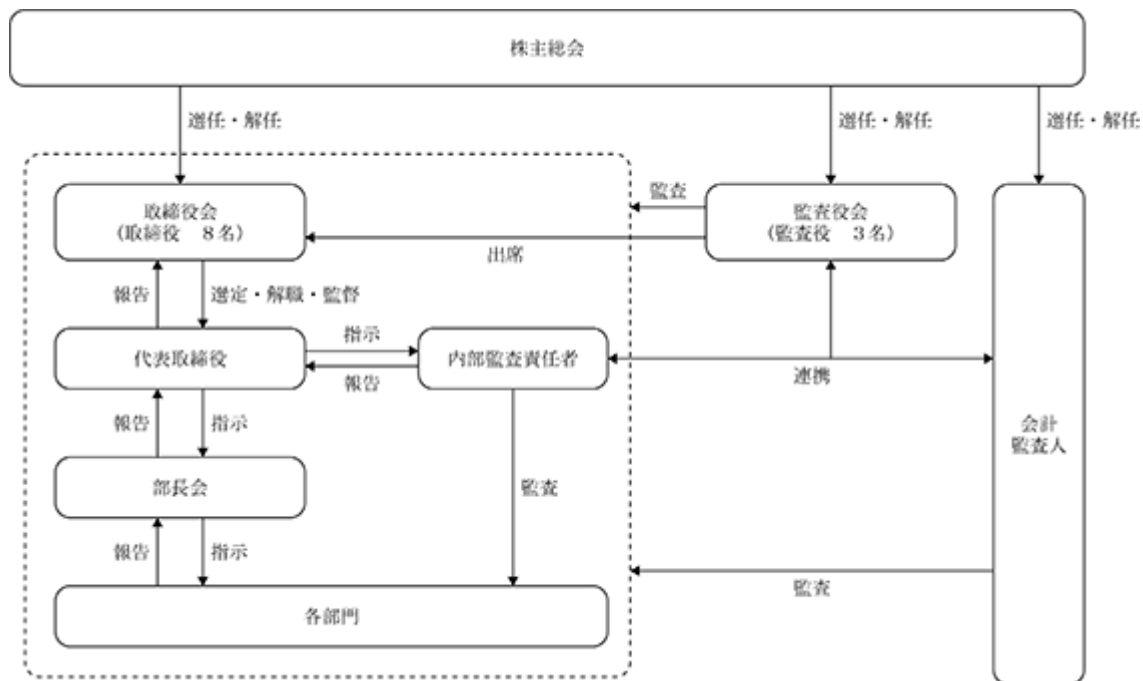 株主総会
選任・解任
選任・解任
選任・解任
取締役会
(取締役 8名)
監査
監査役会
(監査役 3名)
出席
報告
選定・解職・監督
代表取締役
指示
報告
内部監査責任者
連携
会計
監査人
報告
指示
部長会
監査
報告
指示
監査
各部門